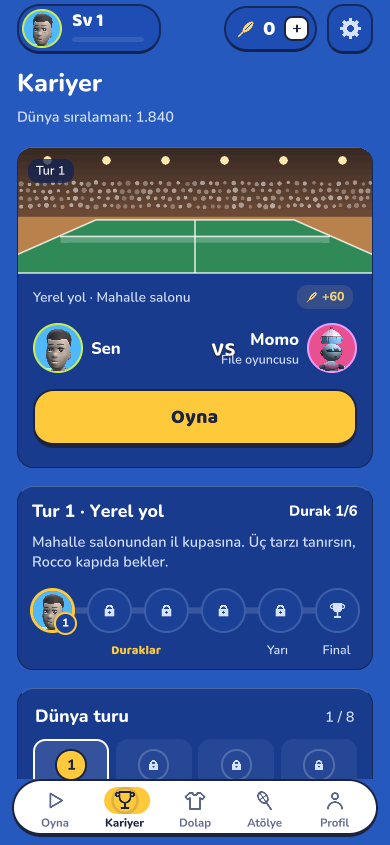 Sv 1
0
+
Kariyer
Dünya sıralaman: 1.840
Tur 1
Yerel yol · Mahalle salonu
+60
Sen
VS
Momo
File oyuncusu
Oyna
Tur 1 · Yerel yol
Durak 1/6
Mahalle salonundan il kupasına. Üç tarzı tanırsın,
Rocco kapıda bekler.
1
Duraklar
Yarı
Final
Dünya turu
1 / 8
1
Oyna
Kariyer
Dolap
Atölye
Profil